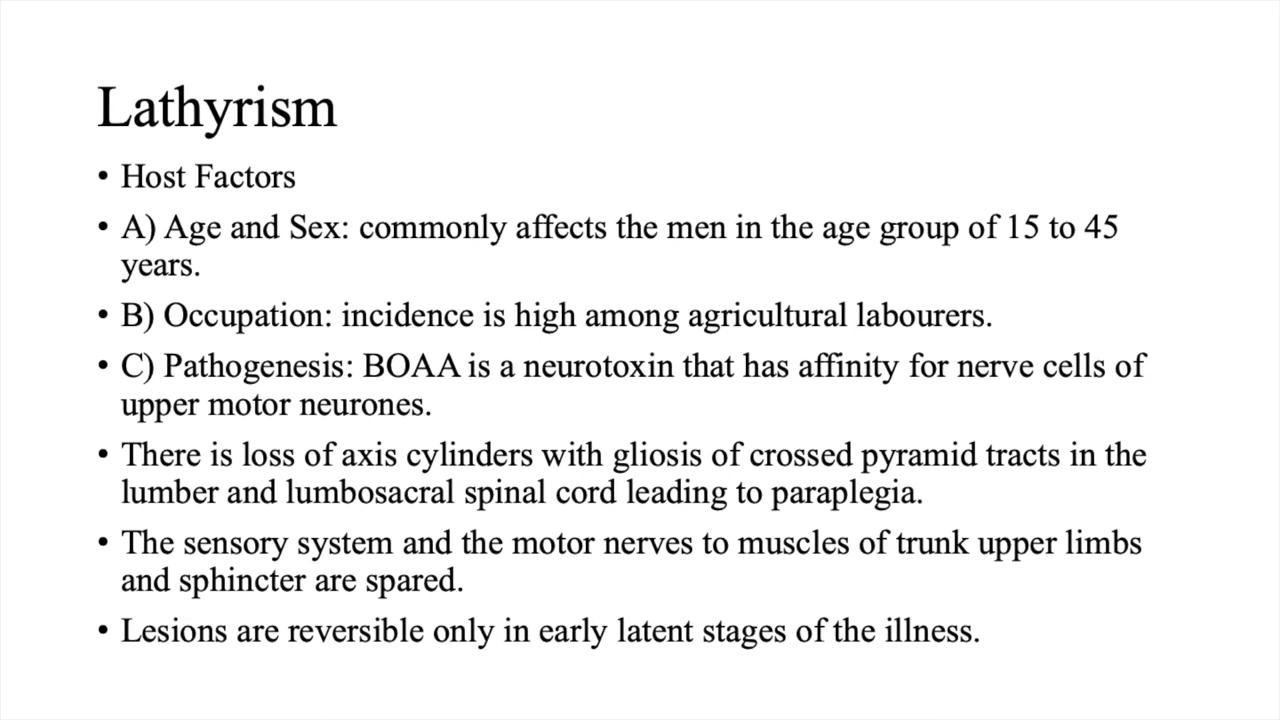 Lathyrism
• Host Factors
• A) Age and Sex: commonly affects the men in the age group of 15 to 45
years.
• B) Occupation: incidence is high among agricultural labourers.
• C) Pathogenesis: BOAA is a neurotoxin that has affinity for nerve cells of
upper motor neurones.
• There is loss of axis cylinders with gliosis of crossed pyramid tracts in the
lumber and lumbosacral spinal cord leading to paraplegia.
• The sensory system and the motor nerves to muscles of trunk upper limbs
and sphincter are spared.
• Lesions are reversible only in early latent stages of the illness.